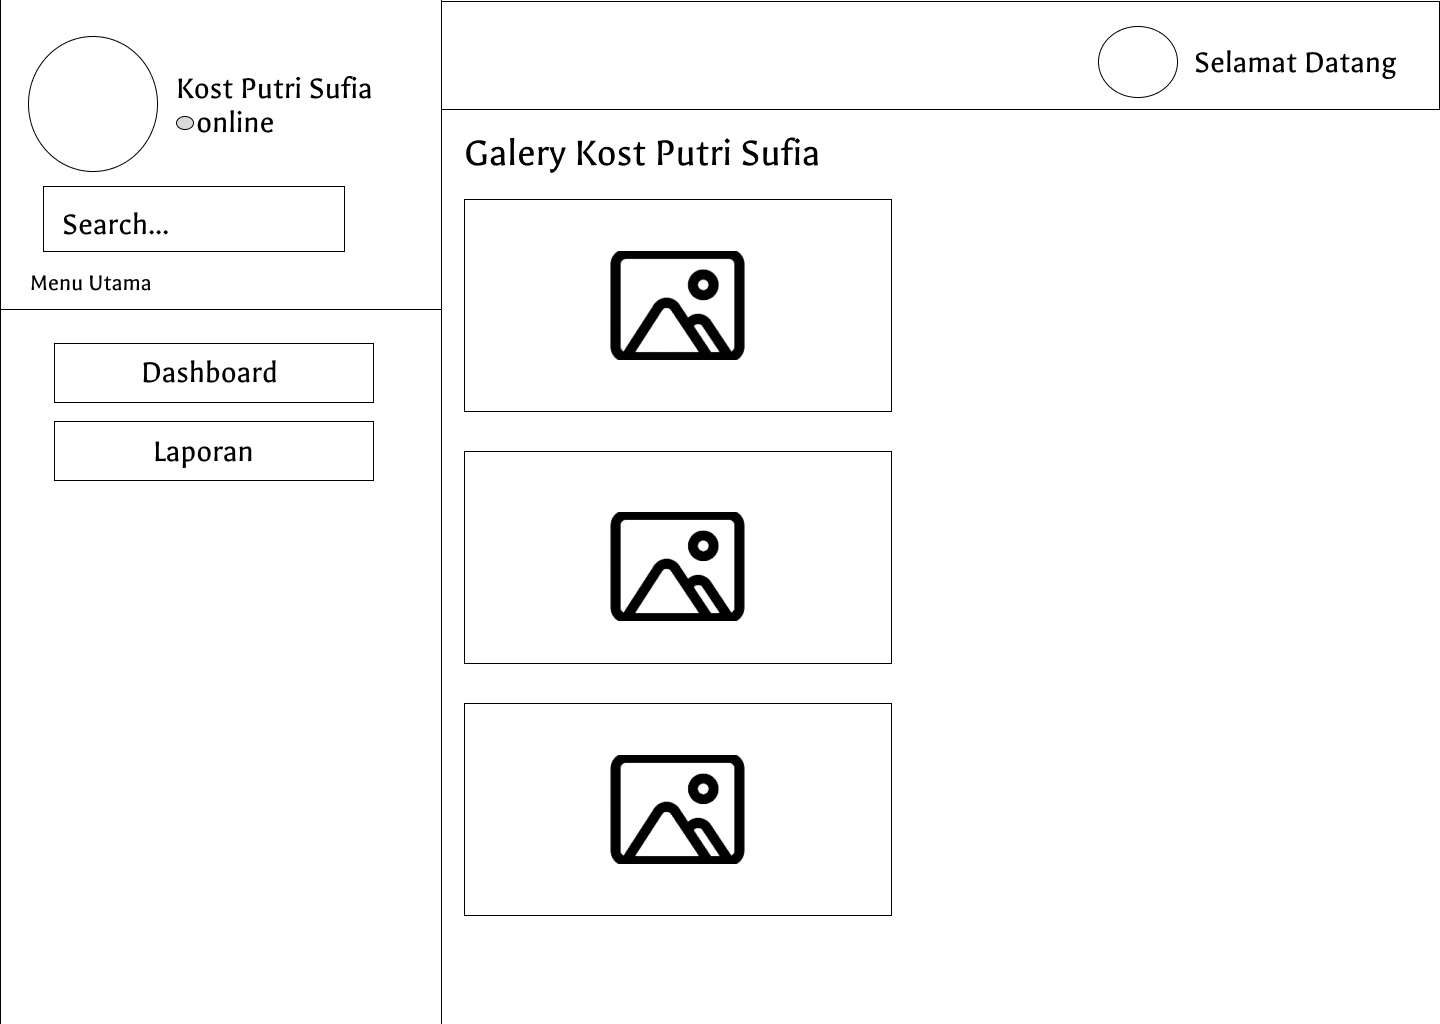 Kost Putri Sufia
online
Search...
Menu Utama
Dashboard
Laporan
Selamat Datang
Galery Kost Putri Sufia